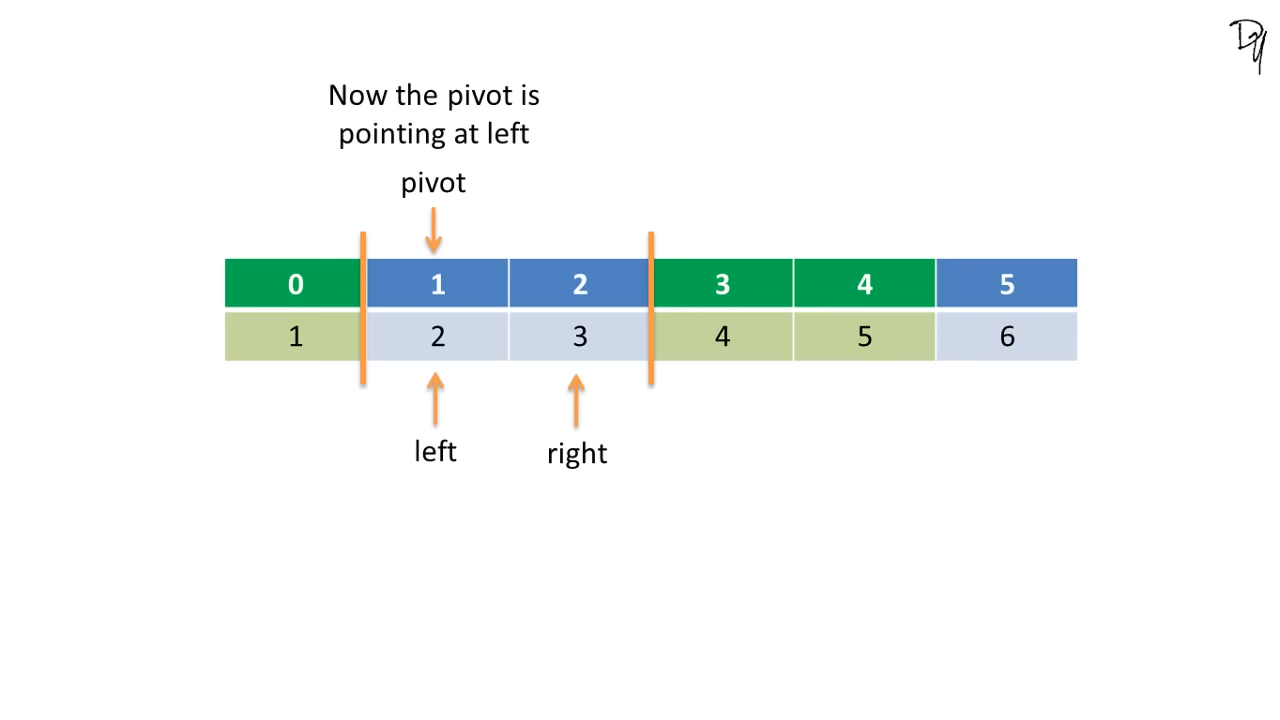 Now the pivot is
pointing at left
pivot
0 1 2 3 4 5
1 2 3 4 5 6
left right